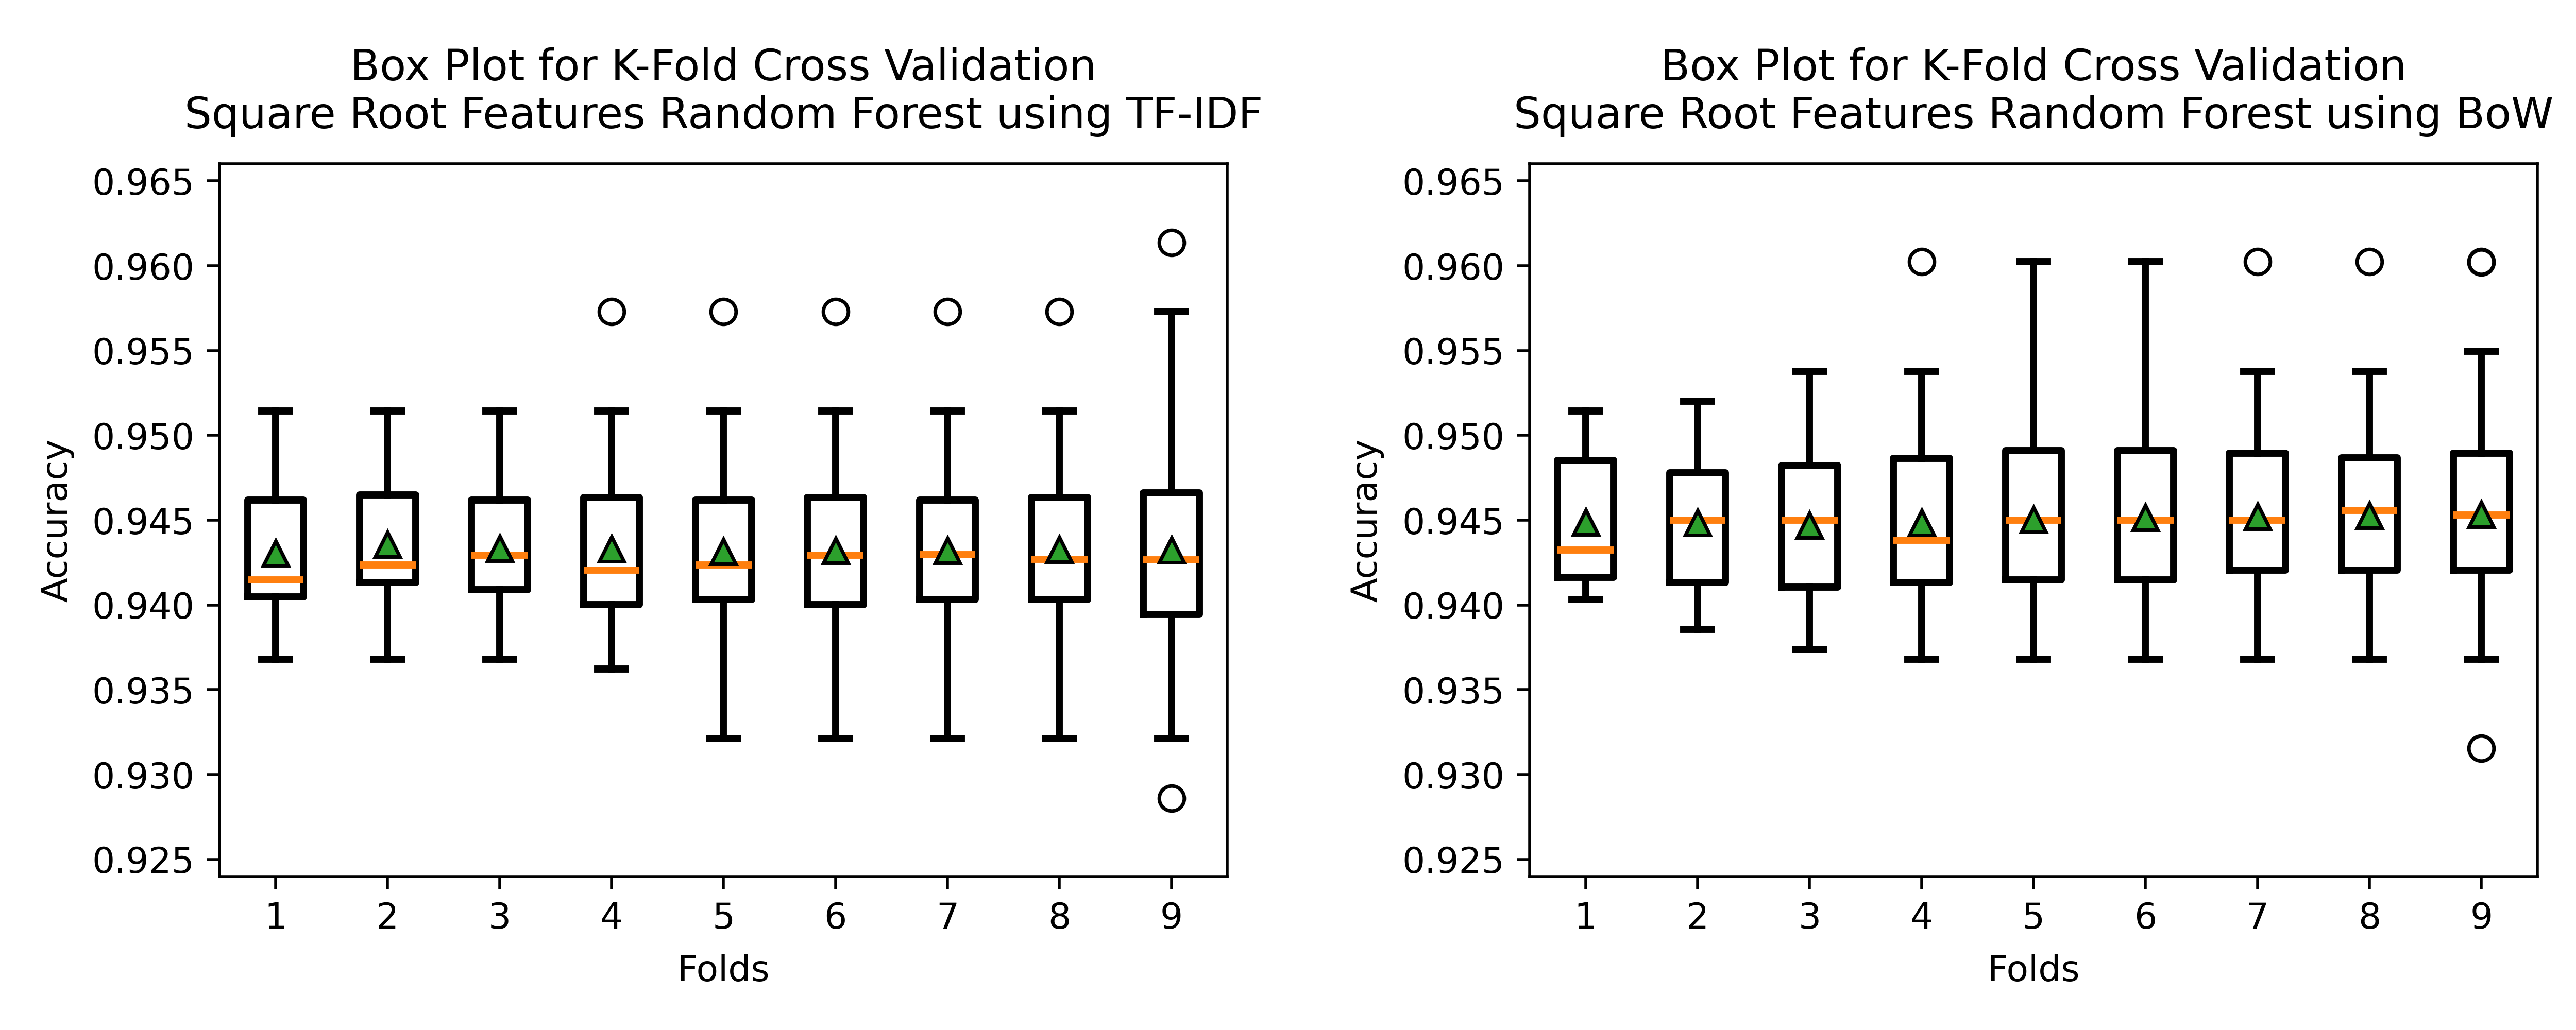 Box Plot for K-Fold Cross Validation
Square Root Features Random Forest using TF-IDF
0.965
0.960
0.955
0.950
0.945
0.940
0.935
0.930
0.925
Accuracy
1 2 3 4 5 6 7 8 9
Folds
Box Plot for K-Fold Cross Validation
Square Root Features Random Forest using BoW
0.965
0.960
0.955
0.950
0.945
0.940
0.935
0.930
0.925
Accuracy
1 2 3 4 5 6 7 8 9
Folds